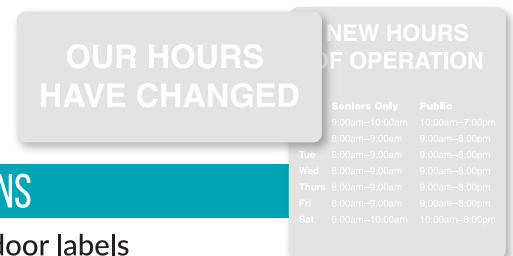 OUR HOURS
HAVE CHANGED
NEW HOURS
OF OPERATION
Seniors Only Public
9:00am–10:00am 10:00am–7:00pm
8:00am–9:00am 9:00am–8:00pm
Tue 8:00am–9:00am 9:00am–8:00pm
Wed 8:00am–9:00am 9:00am–8:00pm
Thurs 8:00am–9:00am 9:00am–8:00pm
Fri 8:00am–9:00am 9:00am–8:00pm
Sat 9:00am–10:00am 10:00am–8:00pm
NS
door labels